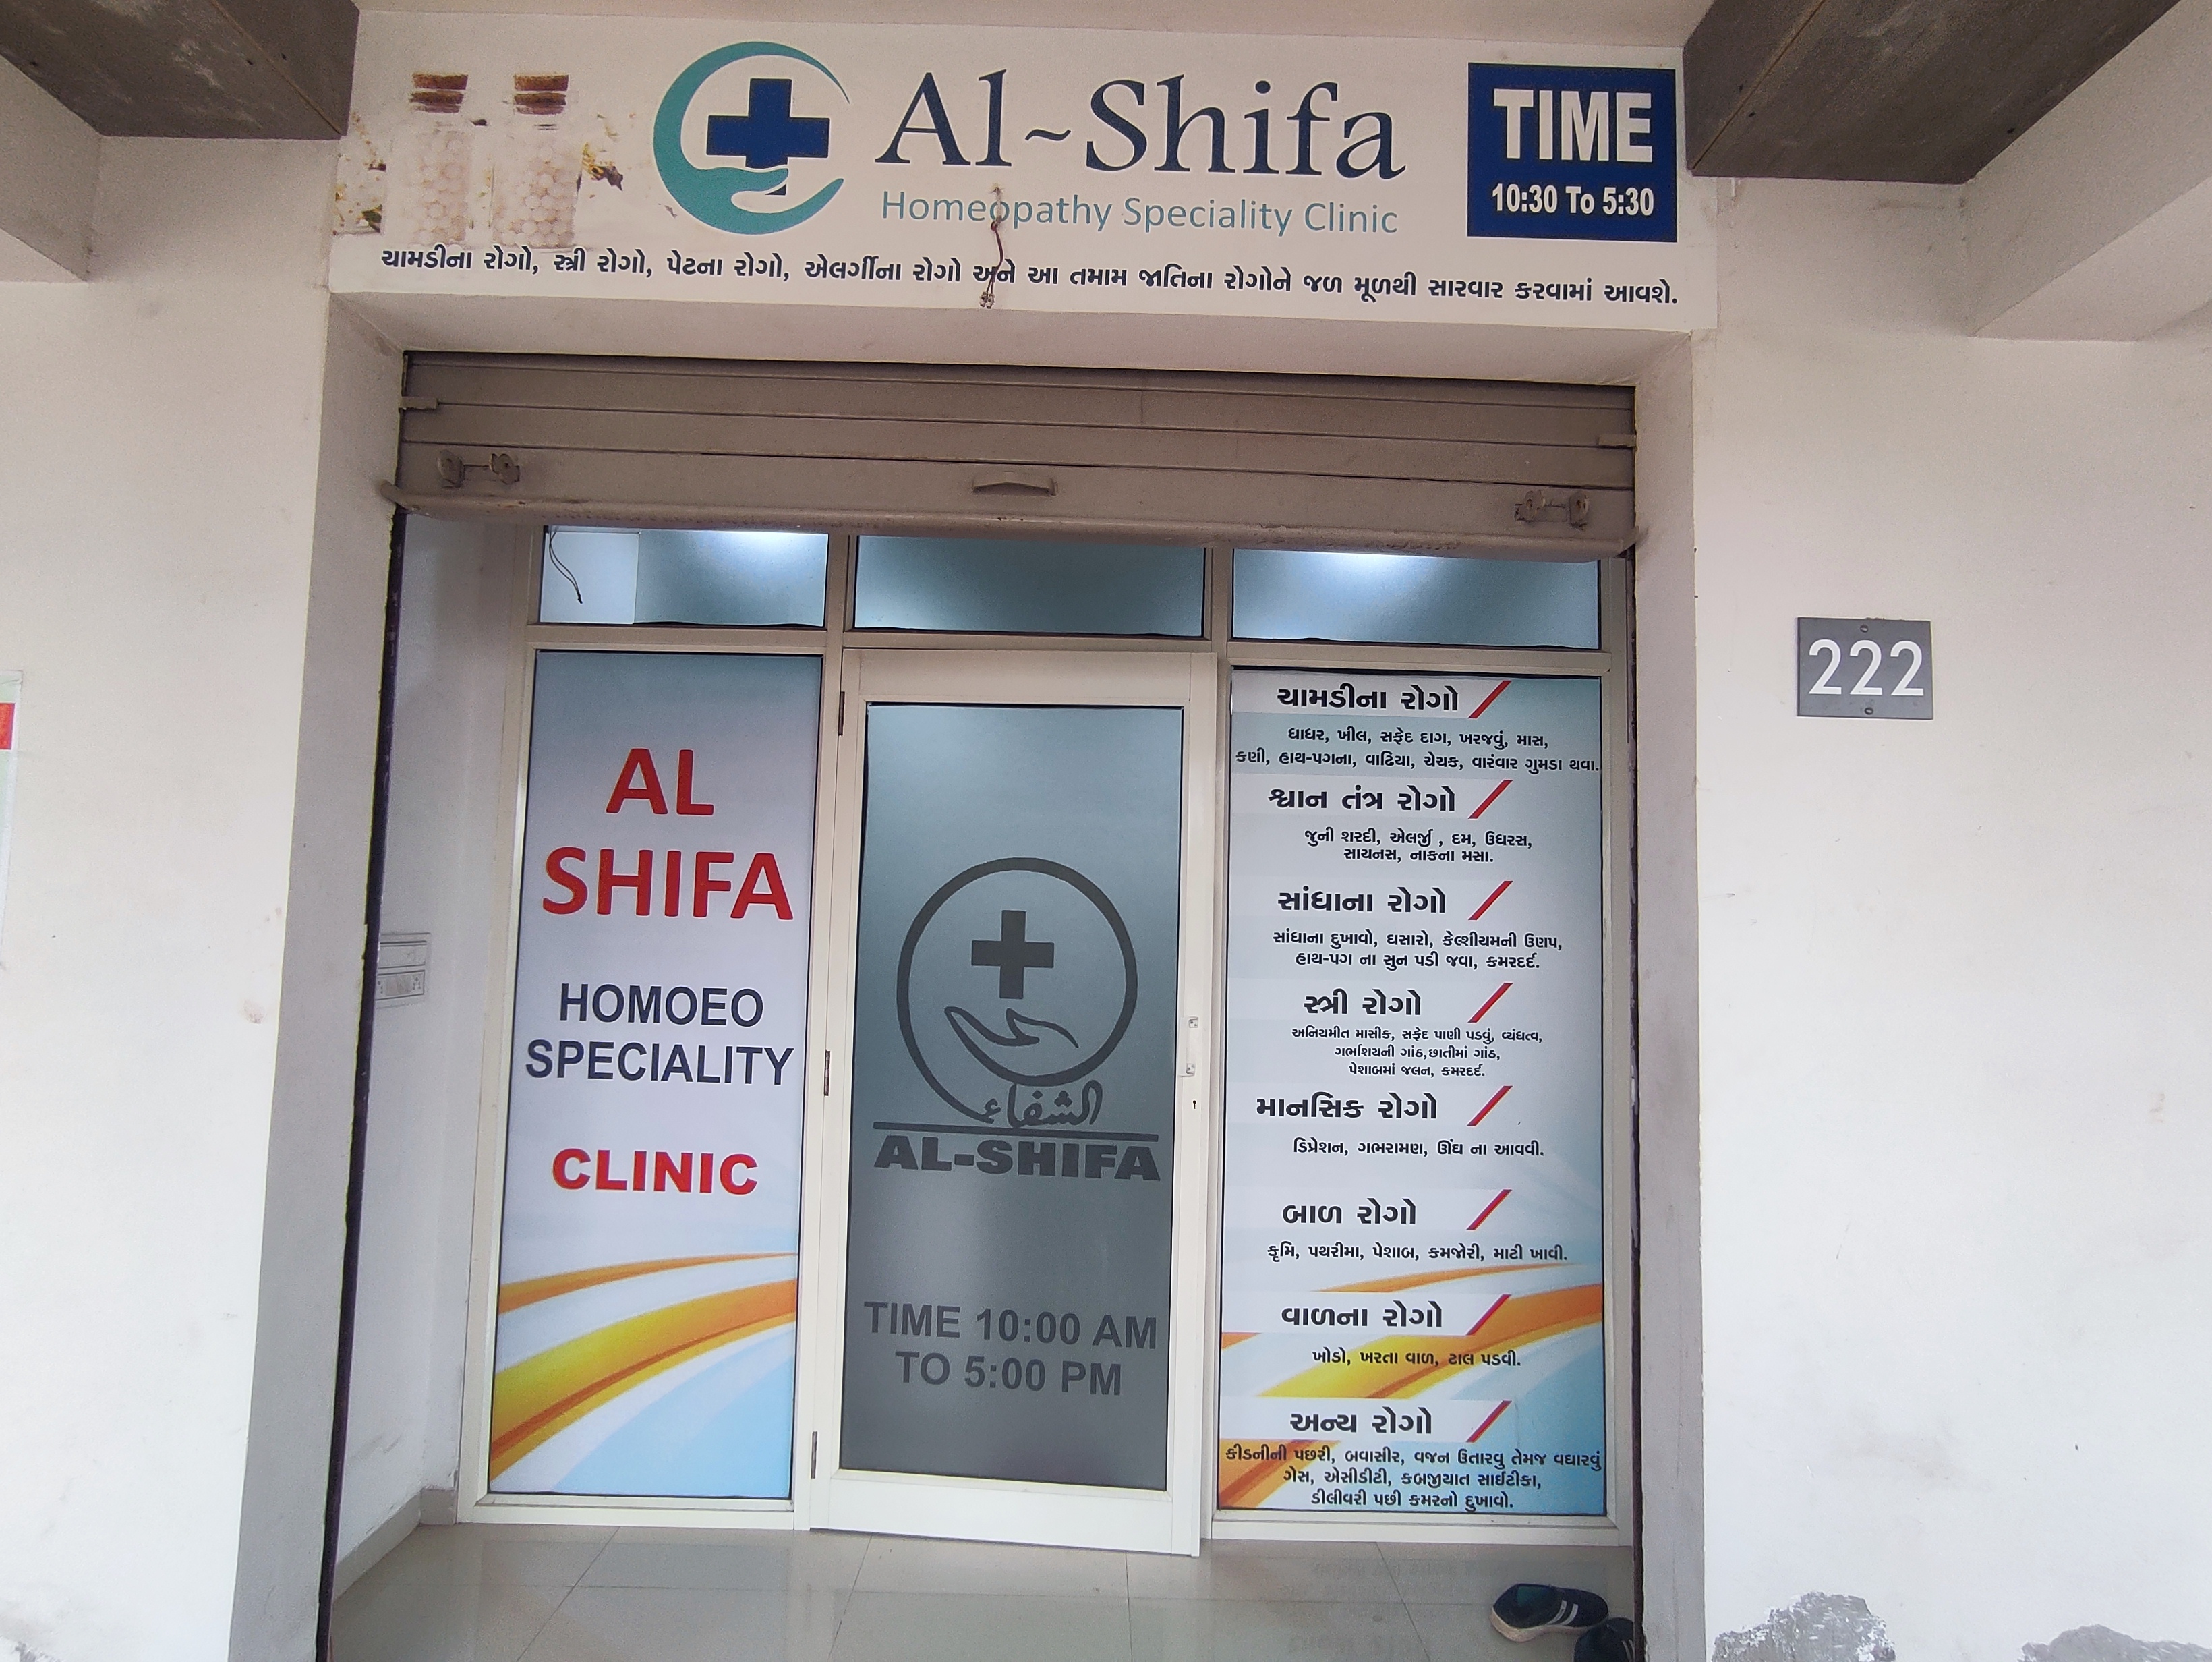 Al~Shifa
Homeopathy Speciality Clinic
TIME
10:30 To 5:30
ચામડીના રોગો, સ્ત્રી રોગો, પેટના રોગો, એલર્ગીના રોગો અને આ તમામ જાતિના રોગોને જળ મૂળથી સારવાર કરવામાં આવશે.
222
AL
SHIFA
HOMOEO
SPECIALITY
CLINIC
الشفاء
AL-SHIFA
TIME 10:00 AM
TO 5:00 PM
ચામડીના રોગો
ધાધર, ખીલ, સફેદ દાગ, ખરજવું, માસ,
કણી, હાથ-પગના, વાઢિયા, ચેચક, વારંવાર ગુમડા થવા.
શ્વાન તંત્ર રોગો
જુની શરદી, એલર્જી , દમ, ઉધરસ,
સાયનસ, નાકના મસા.
સાંધાના રોગો
સાંધાના દુખાવો, ઘસારો, કેલ્શીયમની ઉણપ,
હાથ-પગ ના સુન પડી જવા, કમરદર્દ.
સ્ત્રી રોગો
અનિયમીત માસીક, સફેદ પાણી પડવું, વ્યંધત્વ,
ગર્ભાશયની ગાંઠ,છાતીમાં ગાંઠ,
પેશાબમાં જલન, કમરદર્દ.
માનસિક રોગો
ડિપ્રેશન, ગભરામણ, ઊંઘ ના આવવી.
બાળ રોગો
કૃમિ, પથરીમા, પેશાબ, કમજોરી, માટી ખાવી.
વાળના રોગો
ખોડો, ખરતા વાળ, ટાલ પડવી.
અન્ય રોગો
કીડનીની પછરી, બવાસીર, વજન ઉતારવુ તેમજ વધારવું
ગેસ, એસીડીટી, કબજીયાત સાઈટીકા,
ડીલીવરી પછી કમરનો દુખાવો.